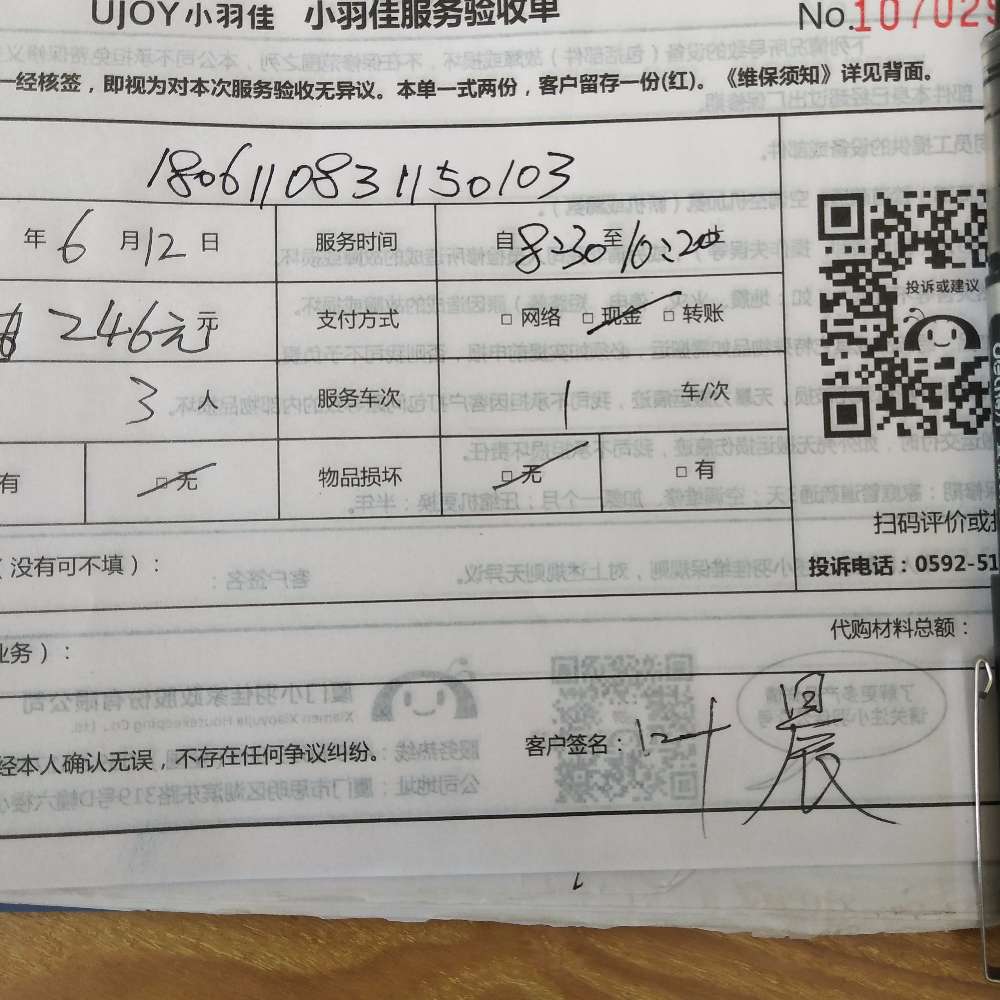 UJOY小羽佳 小羽佳服务验收单 No.107029
一经核签，即视为对本次服务验收无异议。本单一式两份，客户留存一份(红)。《维保须知》详见背面。
1806110831150103
年 6 月 12 日 服务时间 自 8:30 至 10:20 止
246元 元 支付方式 □ 网络 □ 现金 □ 转账
投诉或建议
3 人 服务车次 1 车/次
有 □ 无 物品损坏 □ 无 □ 有
扫码评价或
（没有可不填）：
投诉电话：0592-51
代购材料总额：
业务）：
经本人确认无误，不存在任何争议纠纷。 客户签名：叶晨